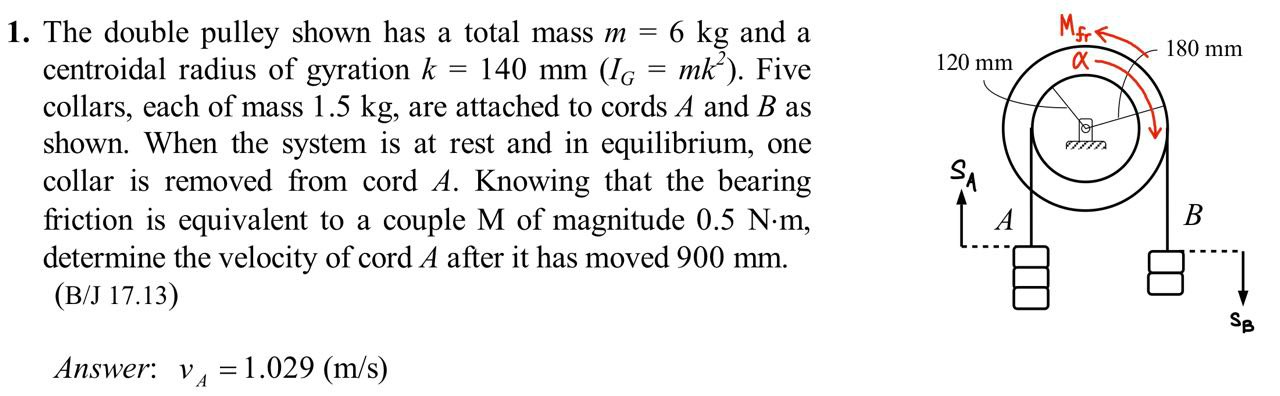 1. The double pulley shown has a total mass m = 6 kg and a
centroidal radius of gyration k = 140 mm (I_G = mk²). Five
collars, each of mass 1.5 kg, are attached to cords A and B as
shown. When the system is at rest and in equilibrium, one
collar is removed from cord A. Knowing that the bearing
friction is equivalent to a couple M of magnitude 0.5 N·m,
determine the velocity of cord A after it has moved 900 mm.
(B/J 17.13)
Answer: v_A = 1.029 (m/s)
M_fr
120 mm
α
180 mm
S_A
A
B
S_B